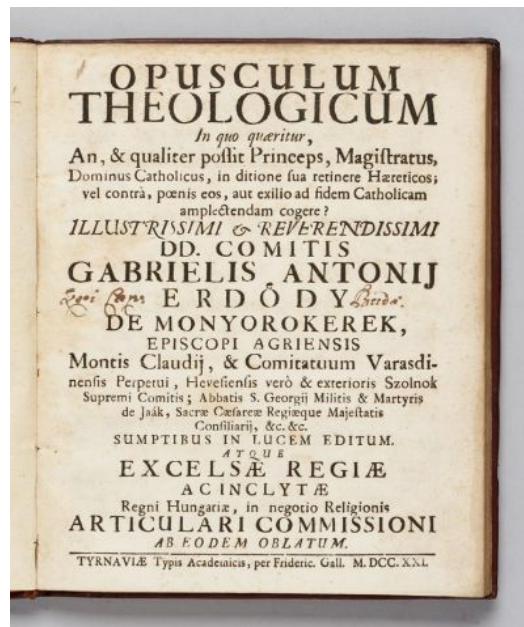 OPUSCULUM
THEOLOGICUM
In quo quæritur,
An, & qualiter poſſit Princeps, Magiſtratus,
Dominus Catholicus, in ditione ſua retinere Hæreticos;
vel contrà, pœnis eos, aut exilio ad fidem Catholicam
amplectendam cogere?
ILLUSTRISSIMI & REVERENDISSIMI
DD. COMITIS
GABRIELIS ANTONIJ
ERDÖDY
DE MONYOROKEREK,
EPISCOPI AGRIENSIS
Montis Claudij, & Comitatuum Varasdi-
nenſis Perpetui, Heveſienſis verò & exterioris Szolnok
Supremi Comitis; Abbatis S. Georgij Militis & Martyris
de Jaák, Sacræ Cæſareæ Regiæque Majeſtatis
Conſiliarij, &c. &c.
SUMPTIBUS IN LUCEM EDITUM.
ATQUE
EXCELSÆ REGIÆ
AC INCLYTÆ
Regni Hungariæ, in negotio Religionis
ARTICULARI COMMISSIONI
AB EODEM OBLATUM.
TYRNAVIÆ Typis Academicis, per Frideric. Gall. M. DCC. XXI.